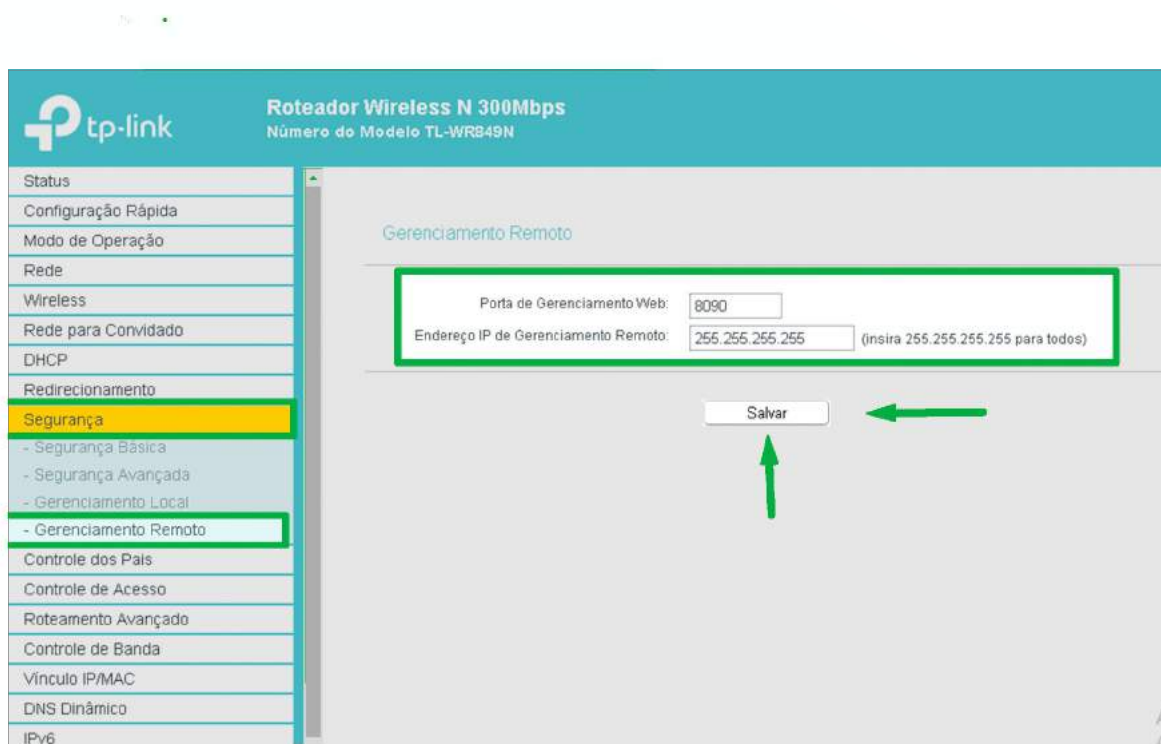 tp-link
Roteador Wireless N 300Mbps
Número do Modelo TL-WR849N
Status
Configuração Rápida
Modo de Operação
Rede
Wireless
Rede para Convidado
DHCP
Redirecionamento
Segurança
- Segurança Básica
- Segurança Avançada
- Gerenciamento Local
- Gerenciamento Remoto
Controle dos Pais
Controle de Acesso
Roteamento Avançado
Controle de Banda
Vínculo IP/MAC
DNS Dinâmico
IPv6
Gerenciamento Remoto
Porta de Gerenciamento Web: 8090
Endereço IP de Gerenciamento Remoto: 255.255.255.255 (insira 255.255.255.255 para todos)
Salvar